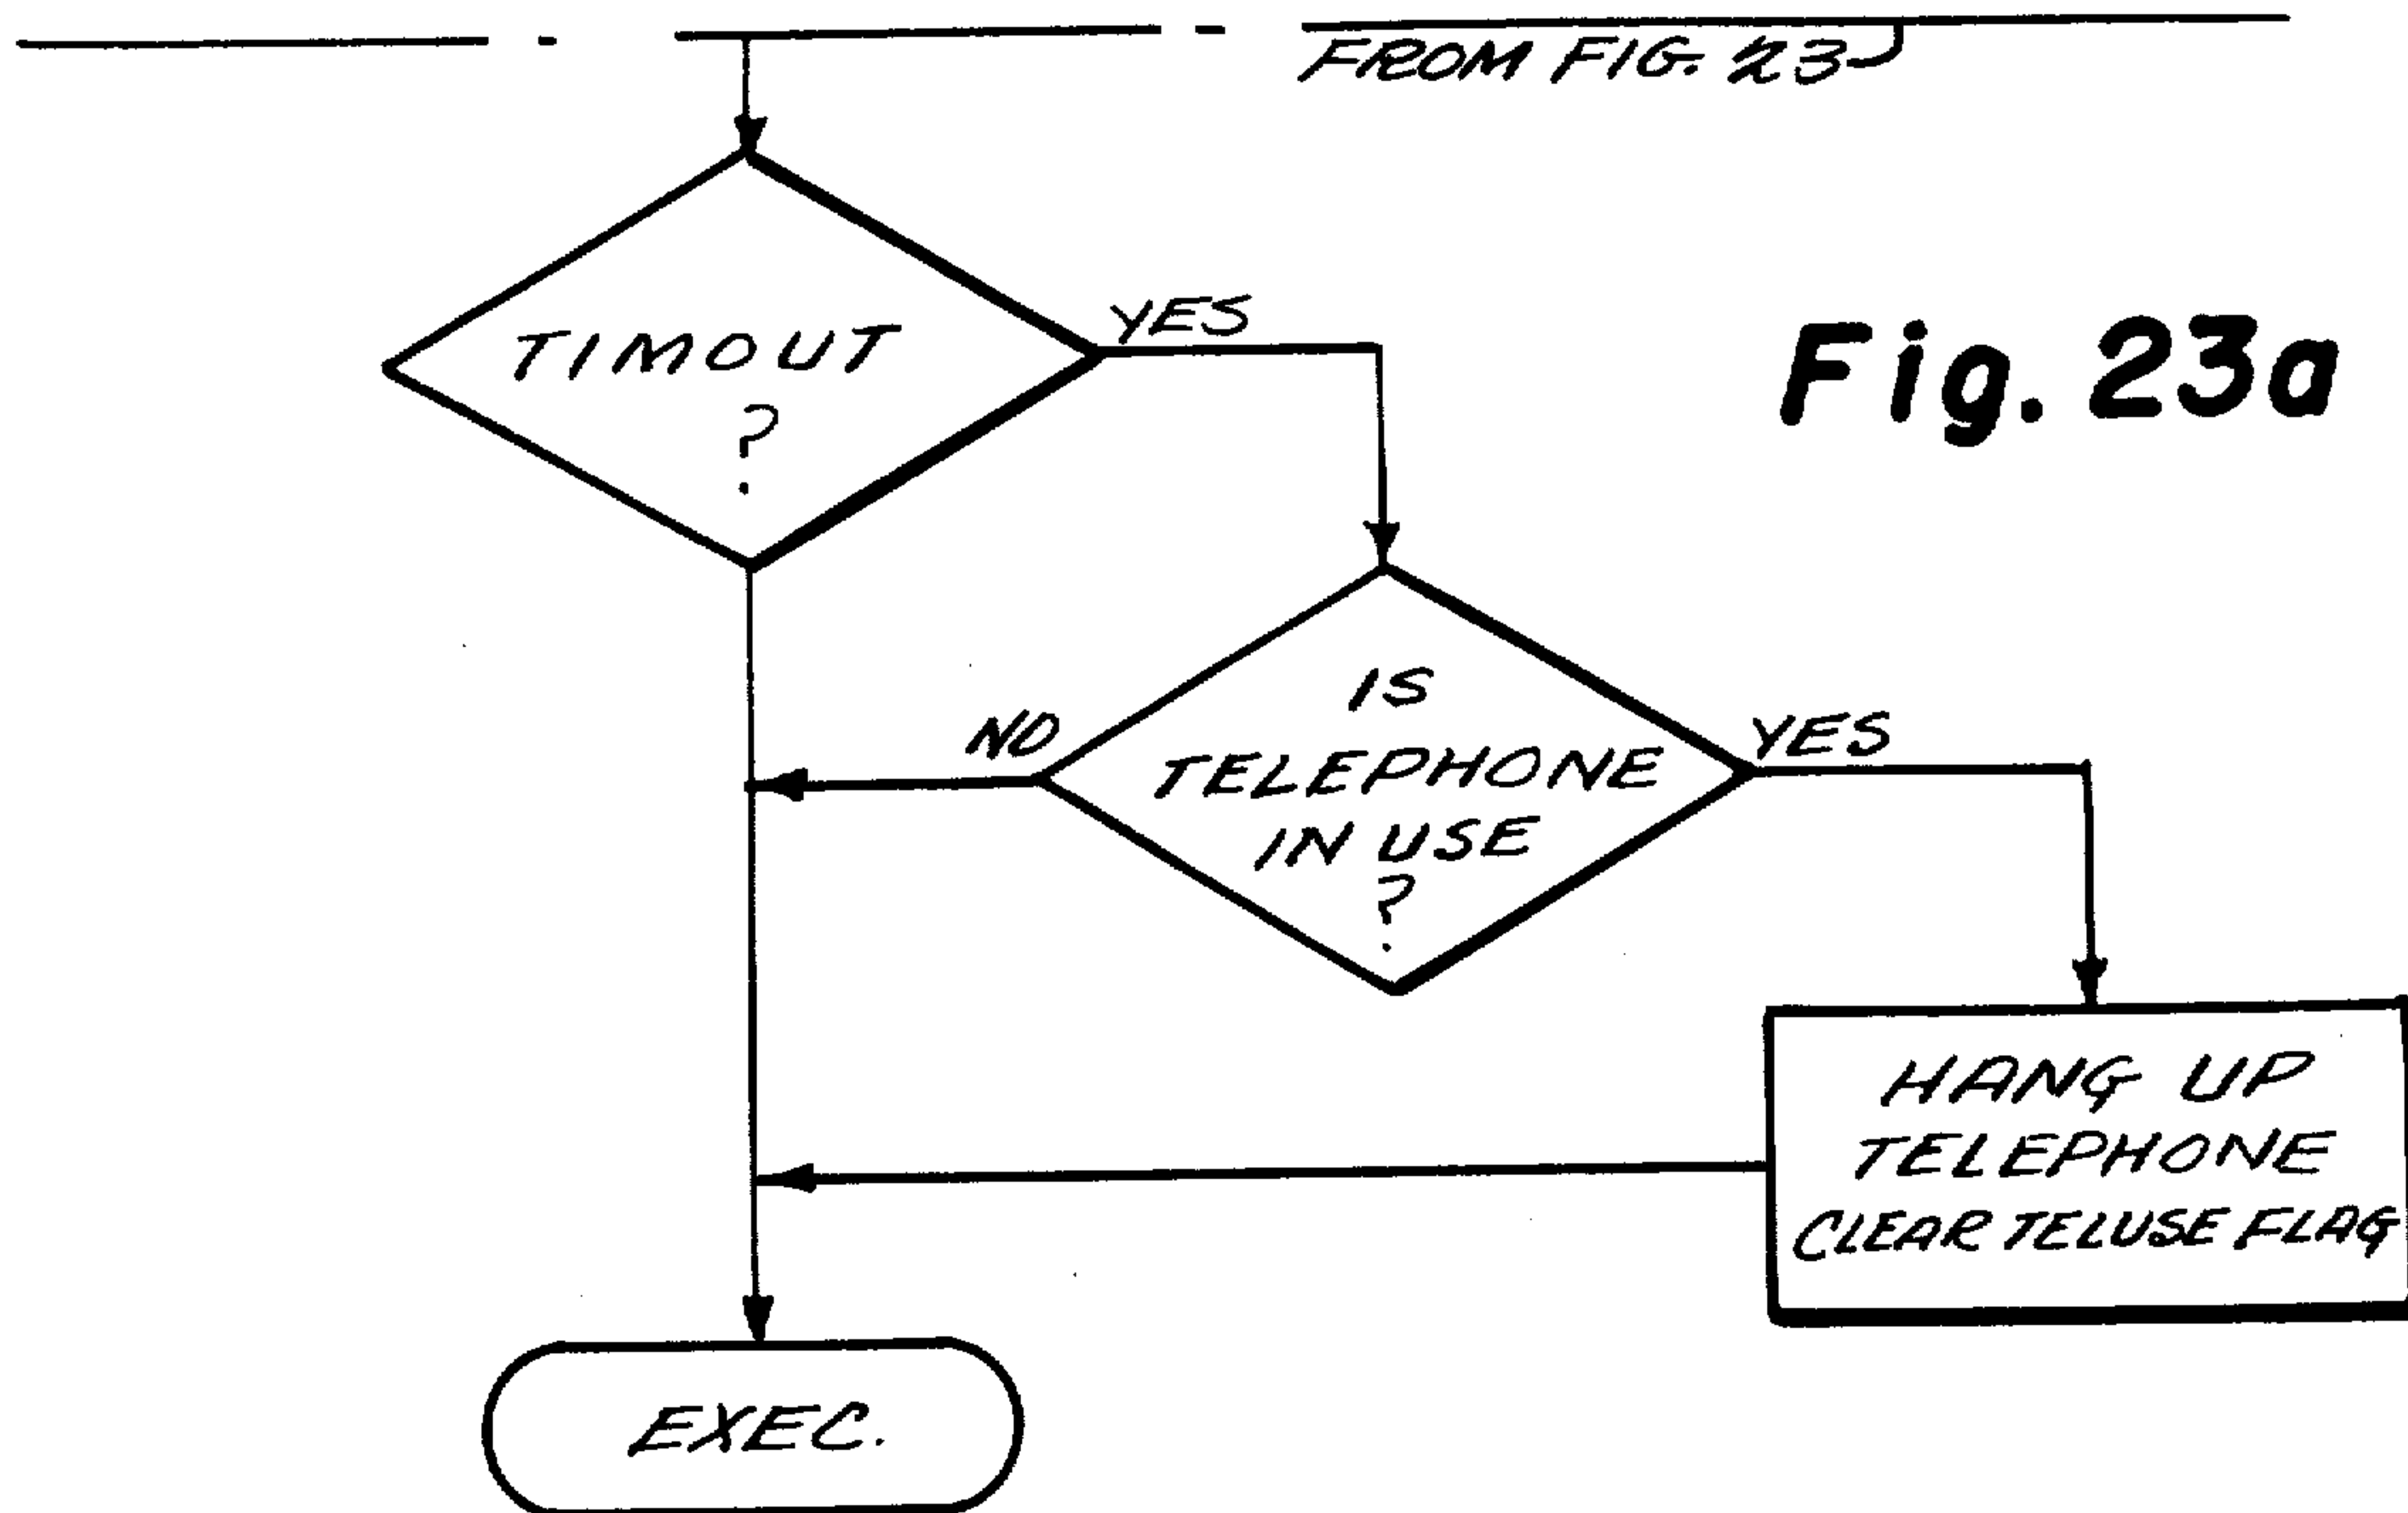 FROM FIG. 23
YES
TIMOUT
?
Fig. 23a
IS
NO
YES
TELEPHONE
IN USE
?
HANG UP
TELEPHONE
CLEAR TELUSE FLAG
EXEC.